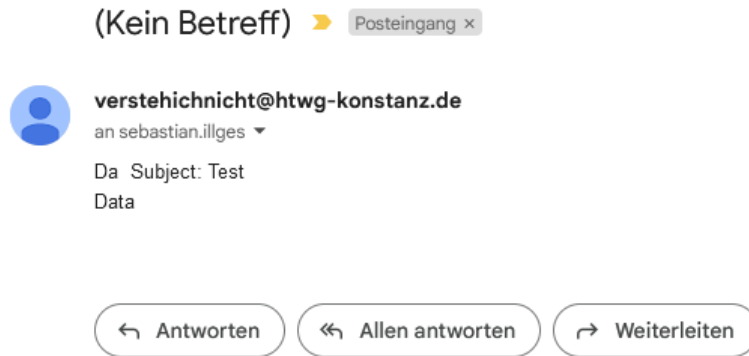 (Kein Betreff) Posteingang ×
verstehichnicht@htwg-konstanz.de
an sebastian.illges
Da Subject: Test
Data
Antworten Allen antworten Weiterleiten